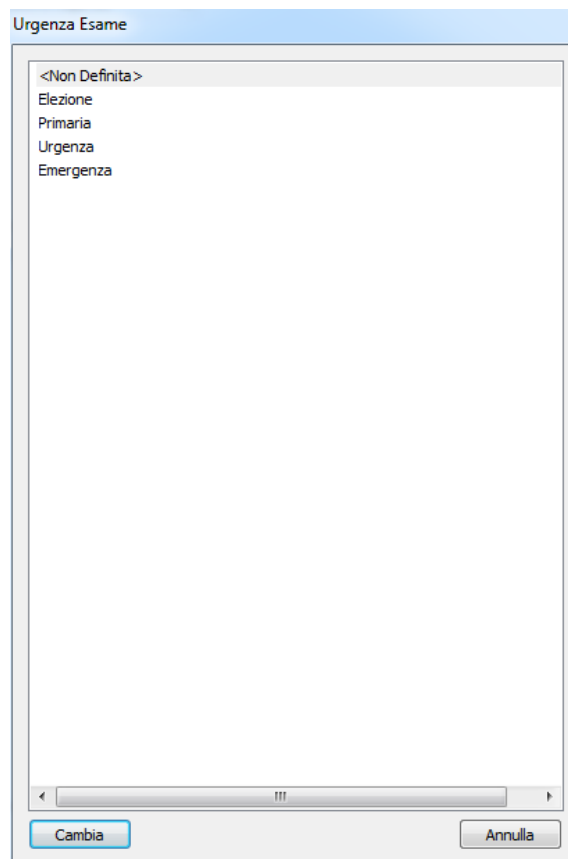 Urgenza Esame
<Non Definita>
Elezione
Primaria
Urgenza
Emergenza
Cambia
Annulla